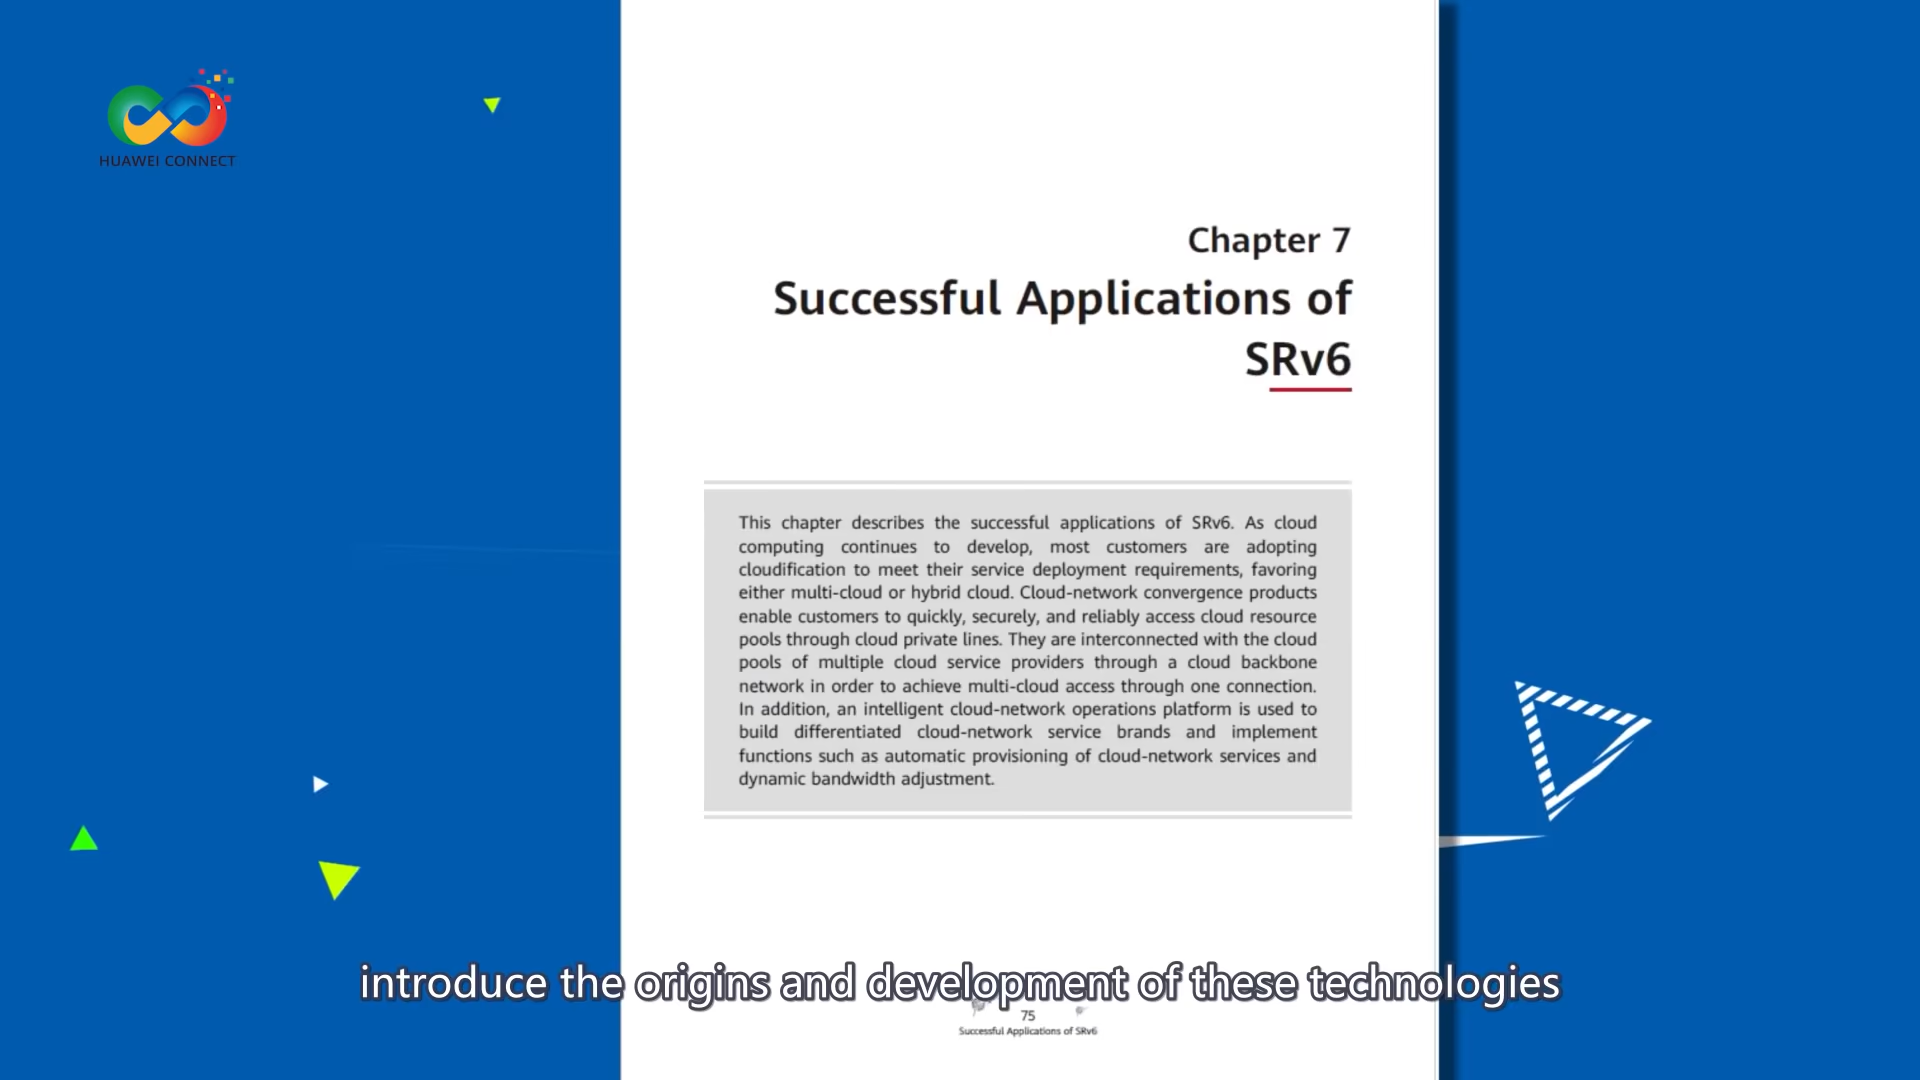 HUAWEI CONNECT
Chapter 7
Successful Applications of
SRv6
This chapter describes the successful applications of SRv6. As cloud
computing continues to develop, most customers are adopting
cloudification to meet their service deployment requirements, favoring
either multi-cloud or hybrid cloud. Cloud-network convergence products
enable customers to quickly, securely, and reliably access cloud resource
pools through cloud private lines. They are interconnected with the cloud
pools of multiple cloud service providers through a cloud backbone
network in order to achieve multi-cloud access through one connection.
In addition, an intelligent cloud-network operations platform is used to
build differentiated cloud-network service brands and implement
functions such as automatic provisioning of cloud-network services and
dynamic bandwidth adjustment.
introduce the origins and development of these technologies
75
Successful Applications of SRv6